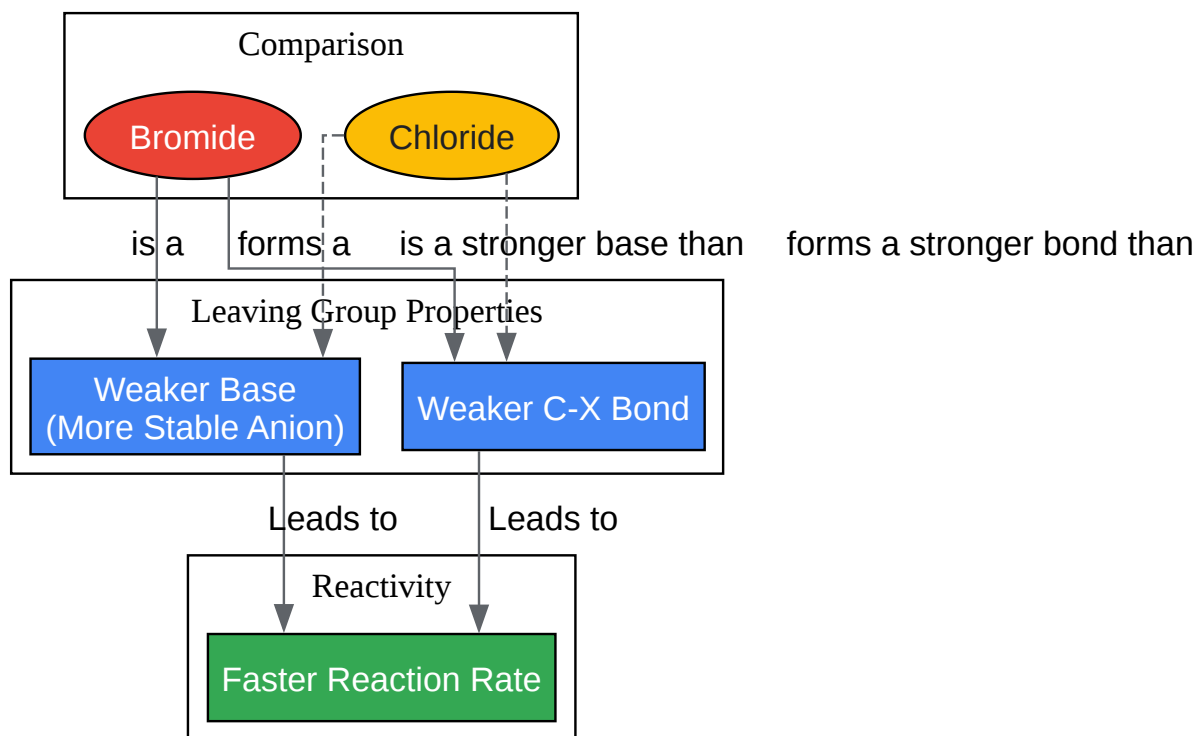 Comparison
Bromide
Chloride
is a
forms a
is a stronger base than
forms a stronger bond than
Leaving Group Properties
Weaker Base
(More Stable Anion)
Weaker C-X Bond
Leads to
Leads to
Reactivity
Faster Reaction Rate